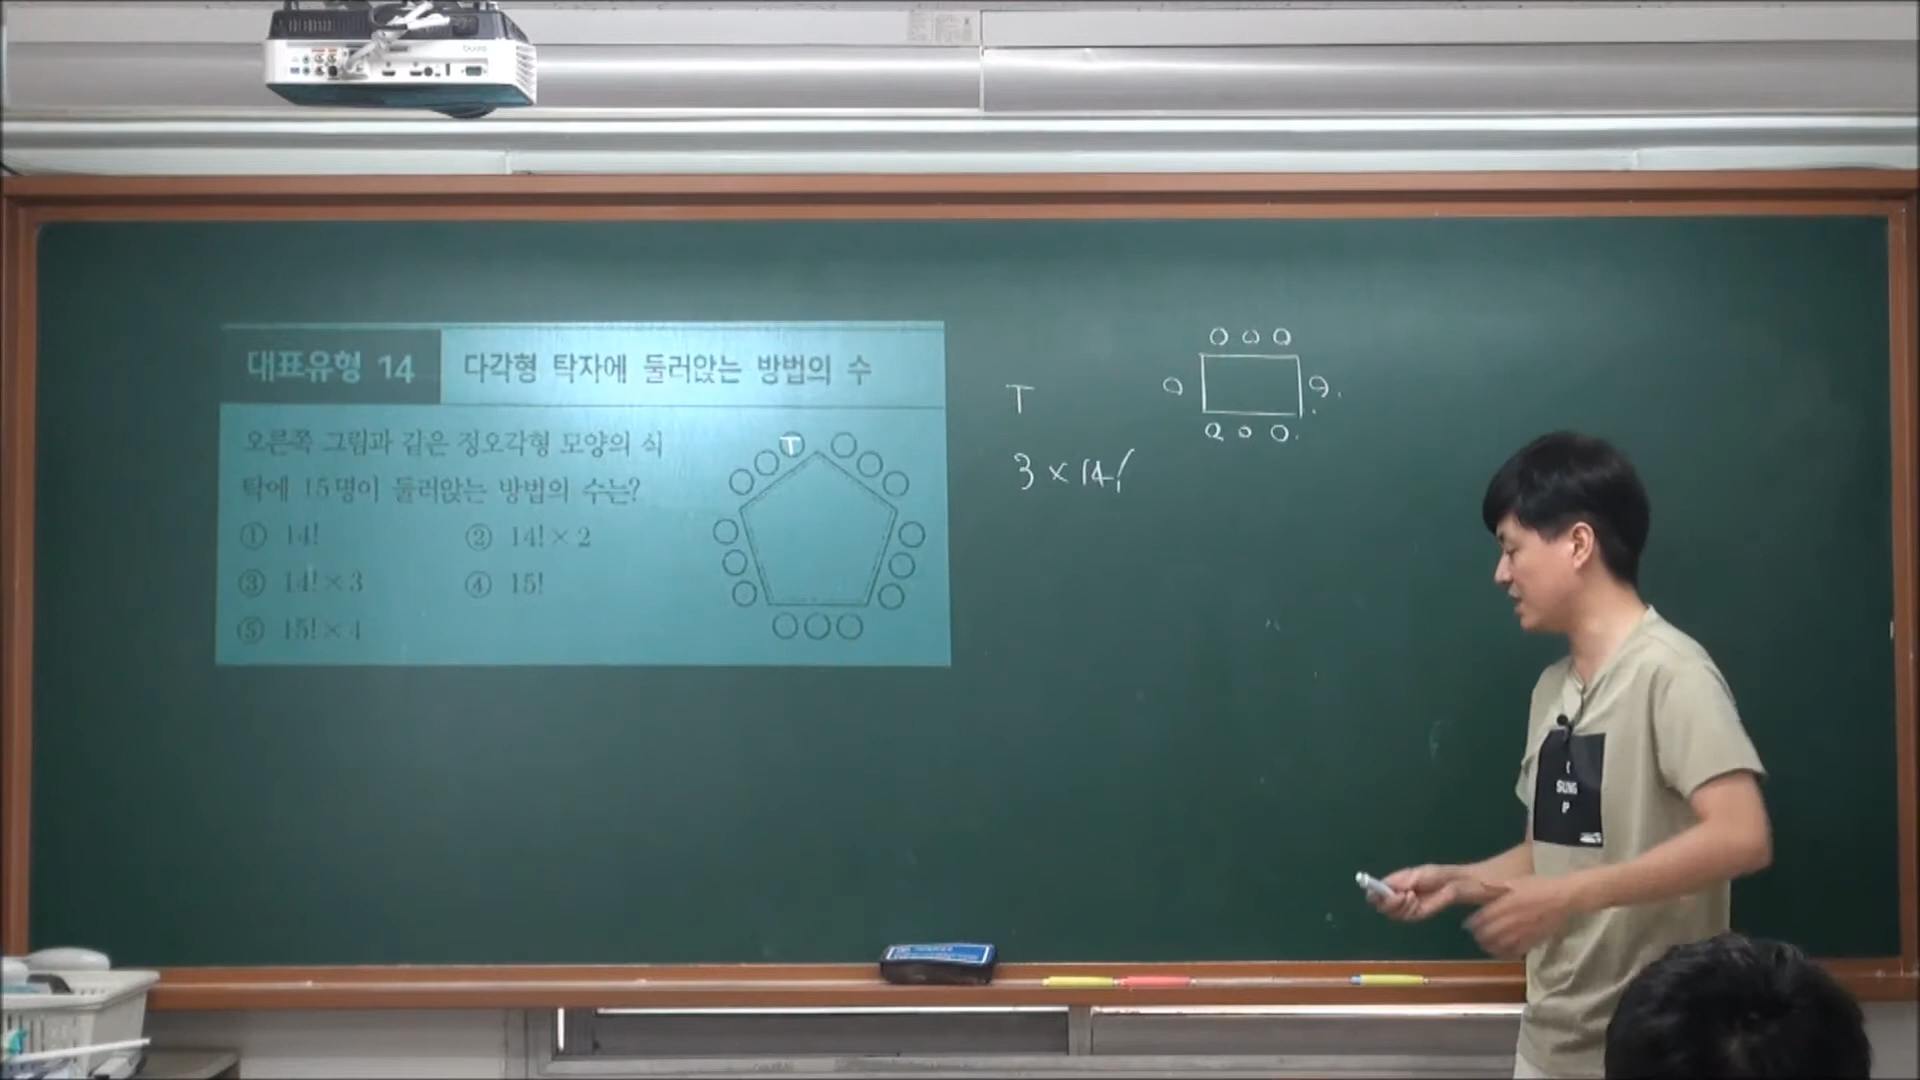 대표유형 14
다각형 탁자에 둘러앉는 방법의 수
오른쪽 그림과 같은 정오각형 모양의 식
탁에 15명이 둘러앉는 방법의 수는?
① 14!
② 14!×2
③ 14!×3
④ 15!
⑤ 15!×4
T
T
3 × 14!
SUNG
P